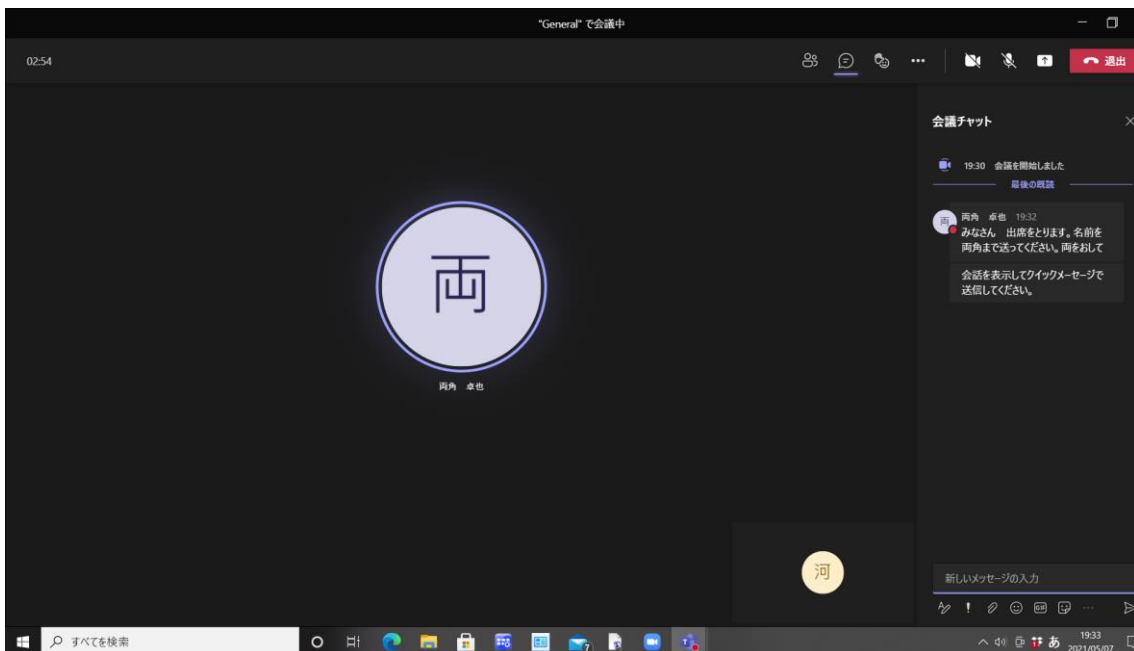 "General" で会議中
02:54
退出
会議チャット
19:30 会議を開始しました
最後の既読
両
両角 卓也 19:32
みなさん 出席をとります。名前を
両角まで送ってください。両をおして
会話を表示してクイックメーセージで
送信してください。
両
両角 卓也
河
新しいメッセージの入力
GIF
すべてを検索
7
あ
19:33
2021/05/07